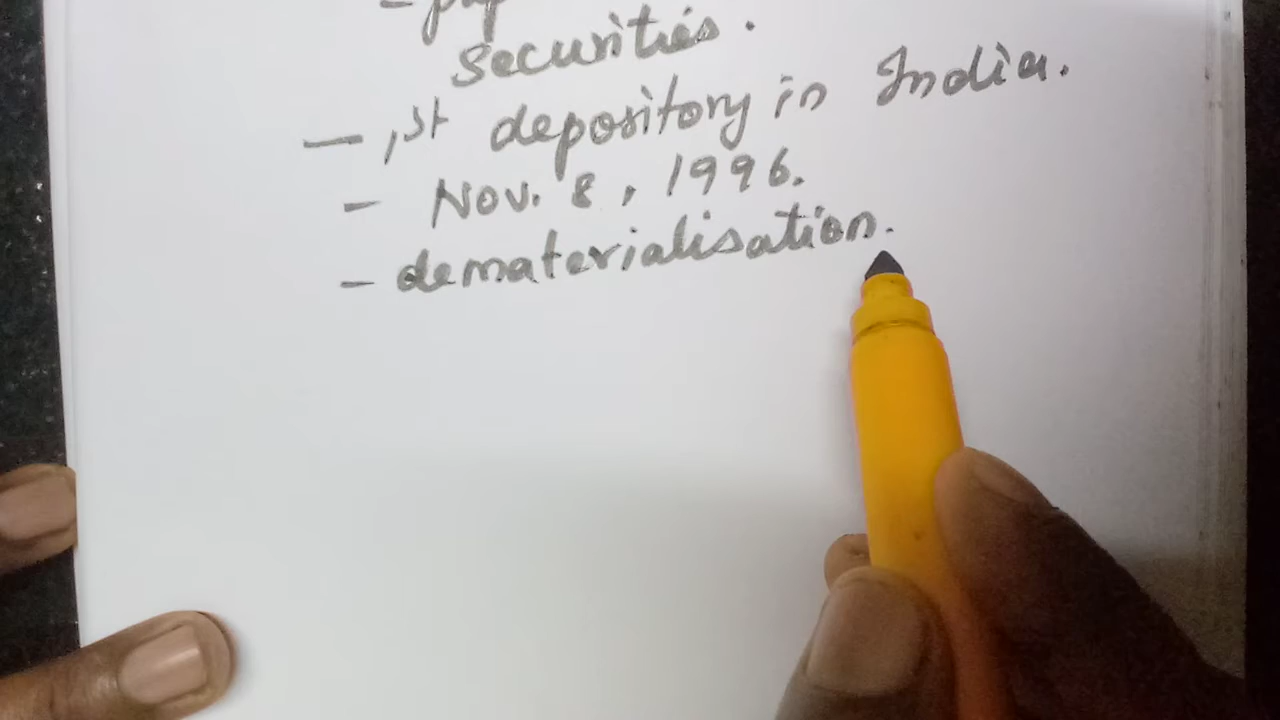 securities.
— 1st depository in India.
- Nov. 8, 1996.
- dematerialisation.